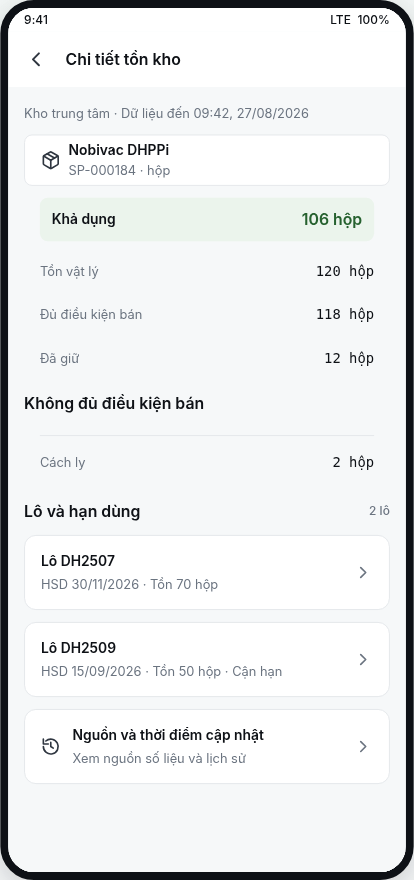 9:41 LTE 100%
Chi tiết tồn kho
Kho trung tâm · Dữ liệu đến 09:42, 27/08/2026
Nobivac DHPPi
SP-000184 · hộp
Khả dụng 106 hộp
Tồn vật lý 120 hộp
Đủ điều kiện bán 118 hộp
Đã giữ 12 hộp
Không đủ điều kiện bán
Cách ly 2 hộp
Lô và hạn dùng 2 lô
Lô DH2507
HSD 30/11/2026 · Tồn 70 hộp
Lô DH2509
HSD 15/09/2026 · Tồn 50 hộp · Cận hạn
Nguồn và thời điểm cập nhật
Xem nguồn số liệu và lịch sử